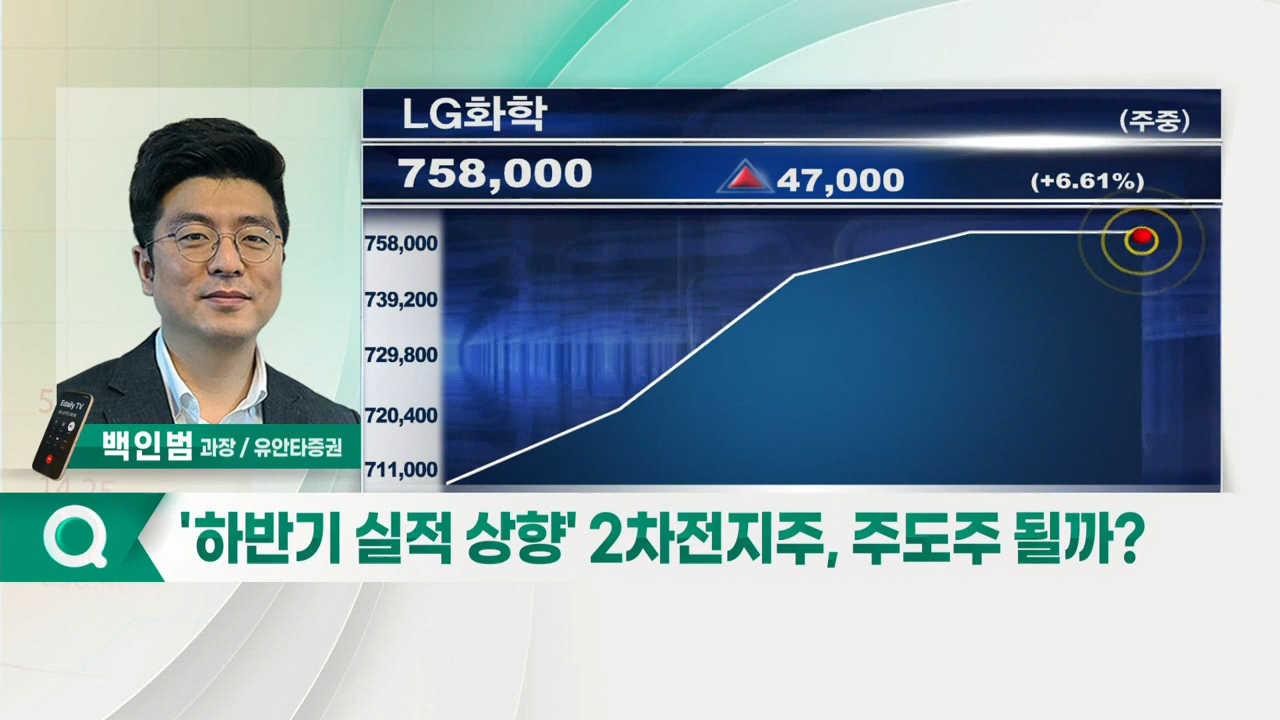 LG화학
(주중)
758,000 ▲ 47,000 (+6.61%)
758,000
739,200
729,800
720,400
711,000
Edaily TV
백인범 과장 / 유안타증권
'하반기 실적 상향' 2차전지주, 주도주 될까?